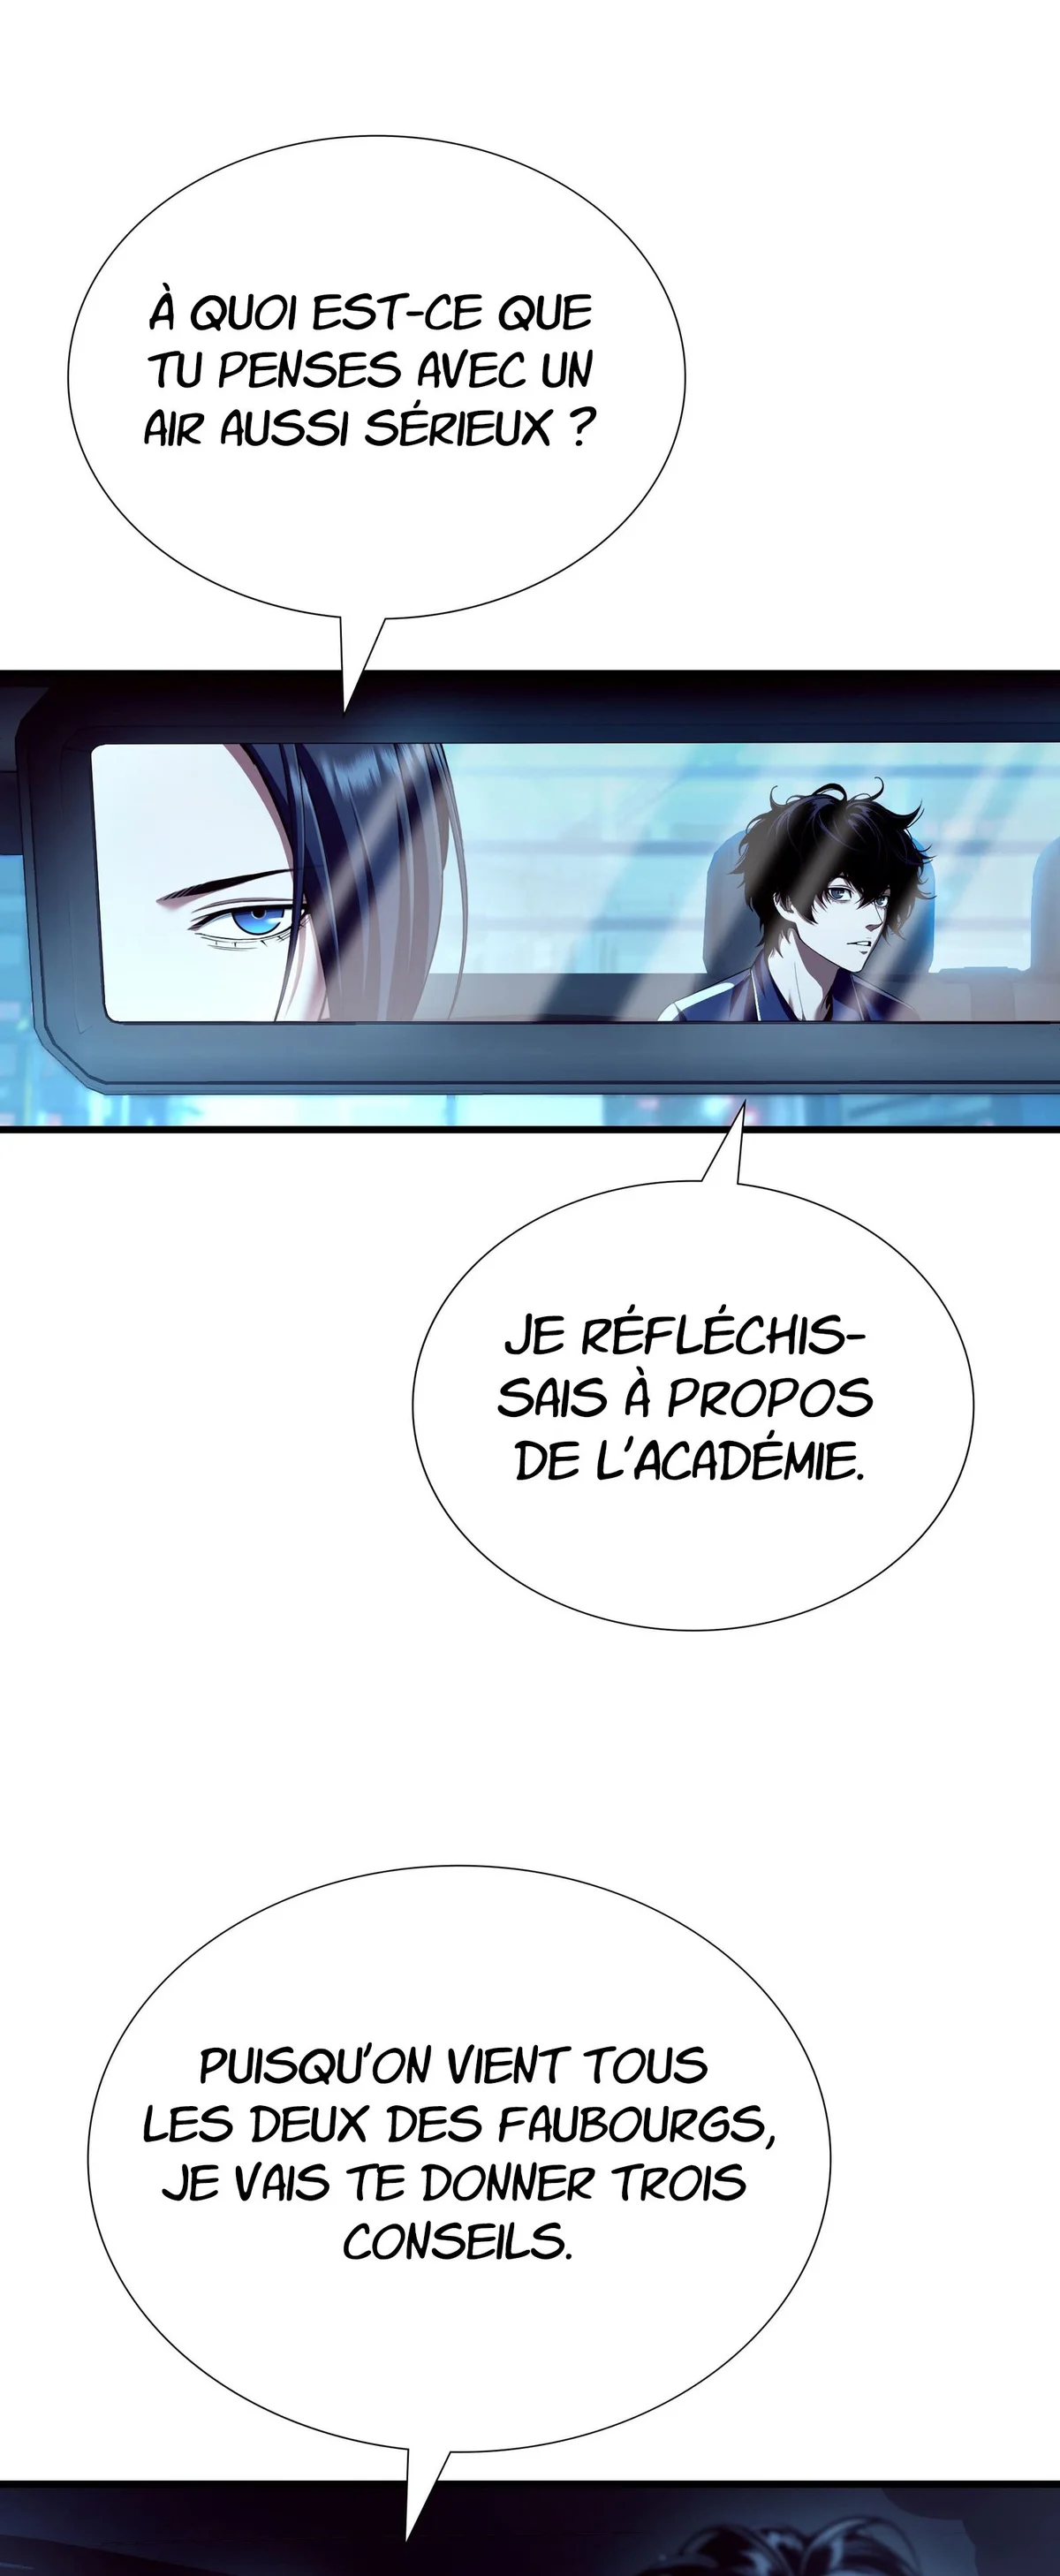 À QUOI EST-CE QUE
TU PENSES AVEC UN
AIR AUSSI SÉRIEUX ?
JE RÉFLÉCHIS-
SAIS À PROPOS
DE L'ACADÉMIE.
PUISQU'ON VIENT TOUS
LES DEUX DES FAUBOURGS,
JE VAIS TE DONNER TROIS
CONSEILS.